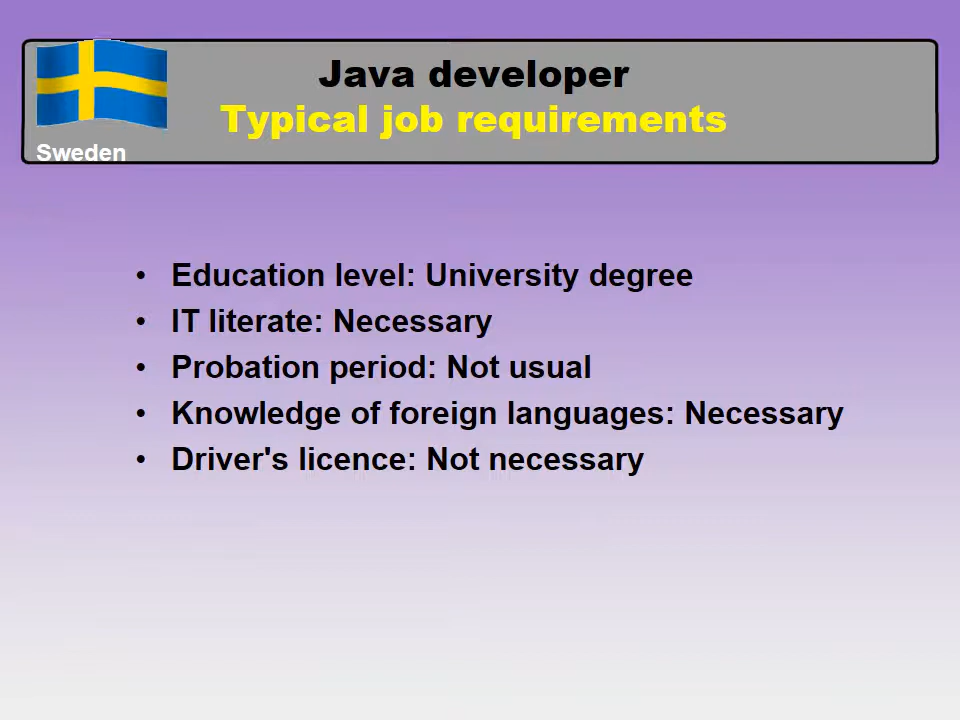 Java developer
Typical job requirements
Sweden
• Education level: University degree
• IT literate: Necessary
• Probation period: Not usual
• Knowledge of foreign languages: Necessary
• Driver's licence: Not necessary